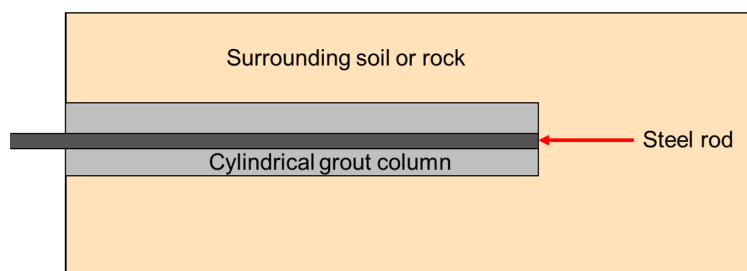 Surrounding soil or rock
Steel rod
Cylindrical grout column